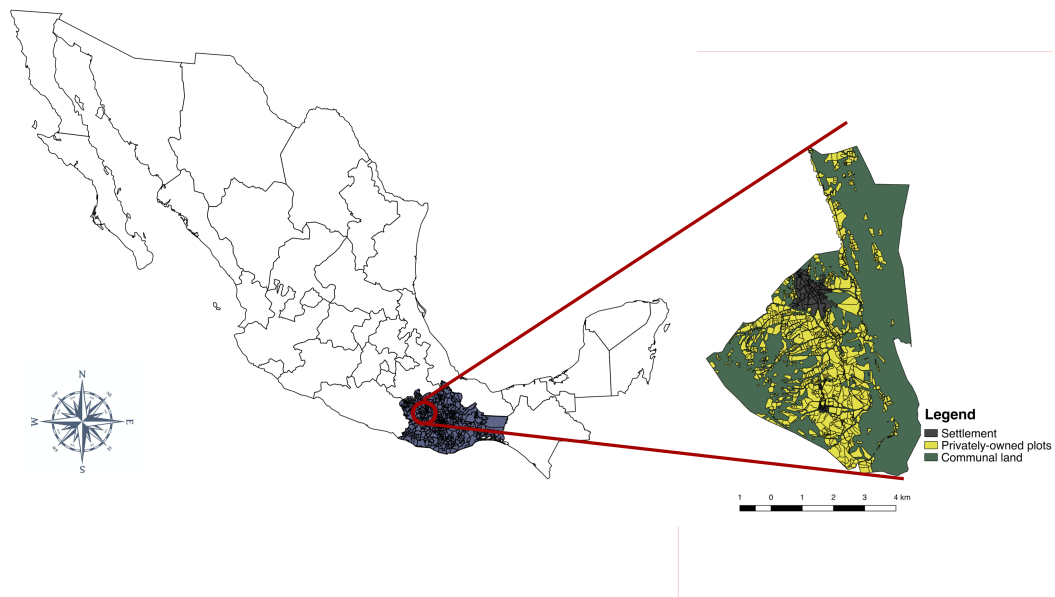 N
W
E
S
Legend
Settlement
Privately-owned plots
Communal land
1 0 1 2 3 4 km